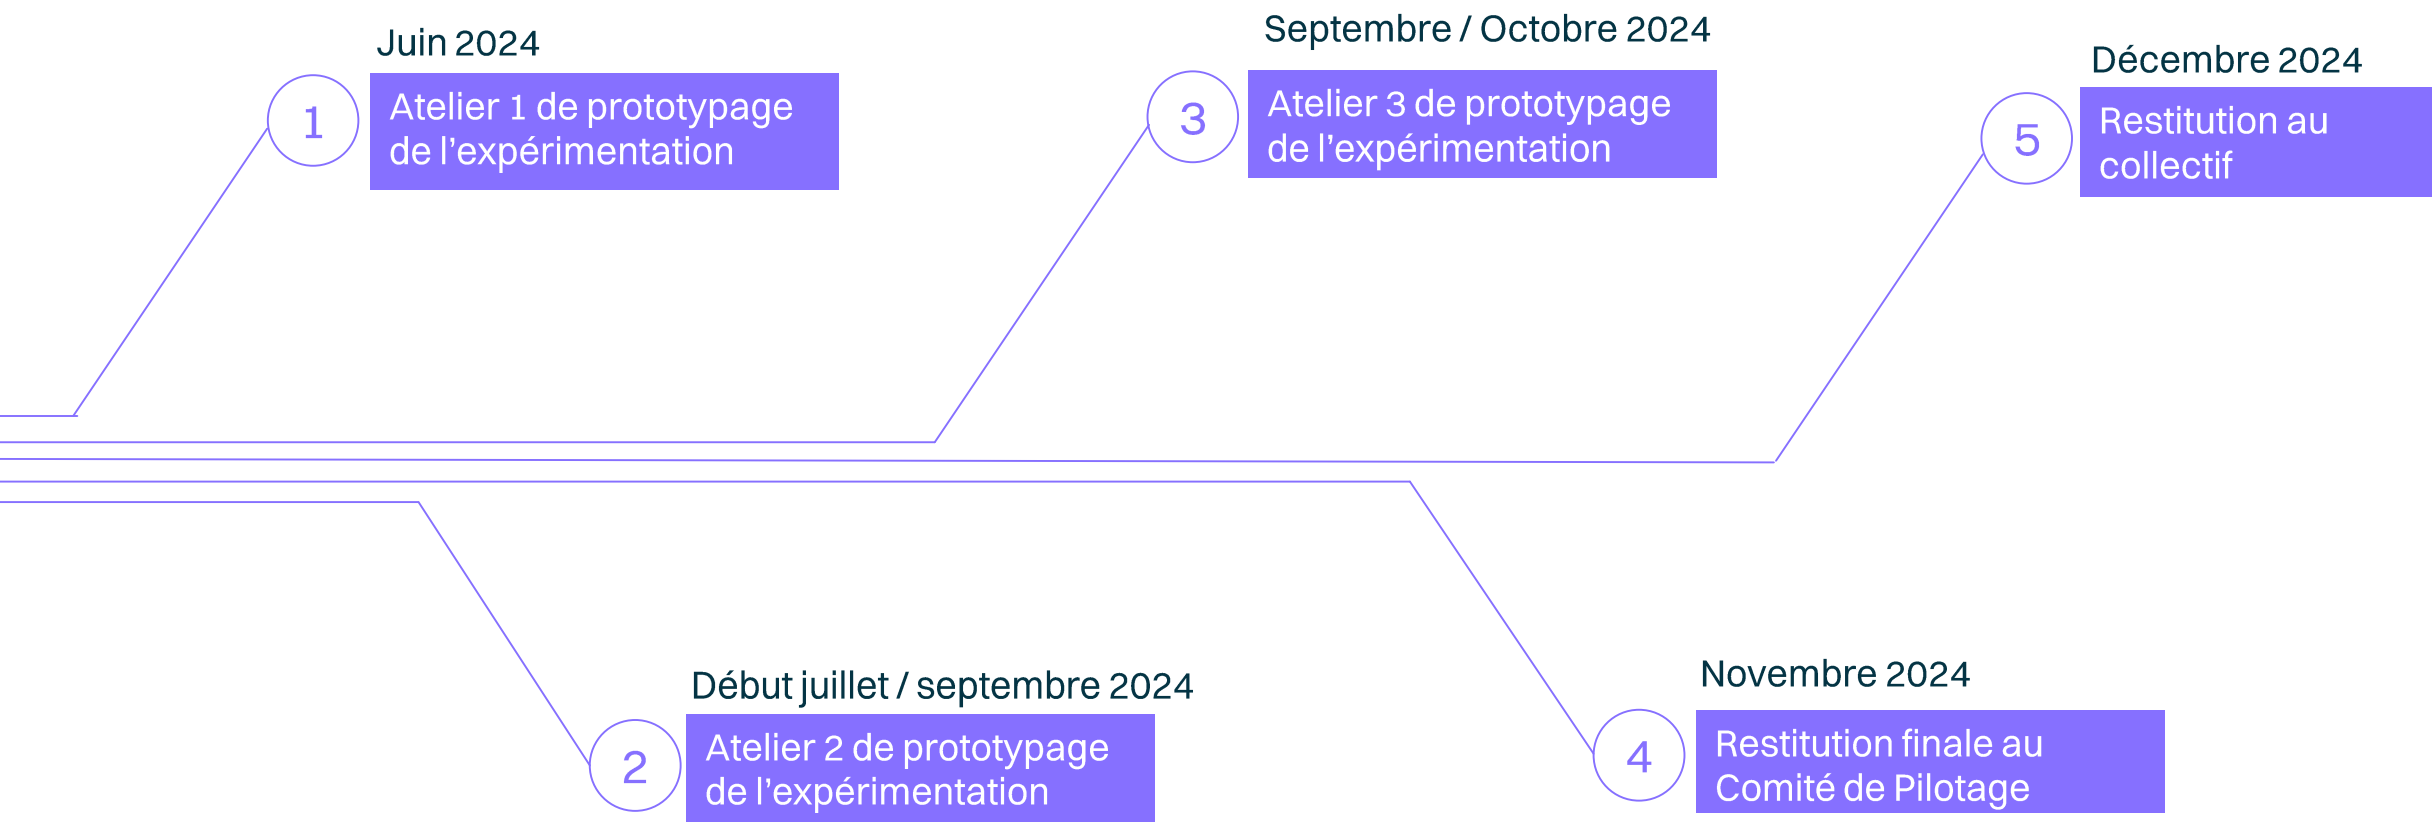 Juin 2024
1
Atelier 1 de prototypage
de l’expérimentation
Début juillet / septembre 2024
2
Atelier 2 de prototypage
de l’expérimentation
Septembre / Octobre 2024
3
Atelier 3 de prototypage
de l’expérimentation
Novembre 2024
4
Restitution finale au
Comité de Pilotage
Décembre 2024
5
Restitution au
collectif